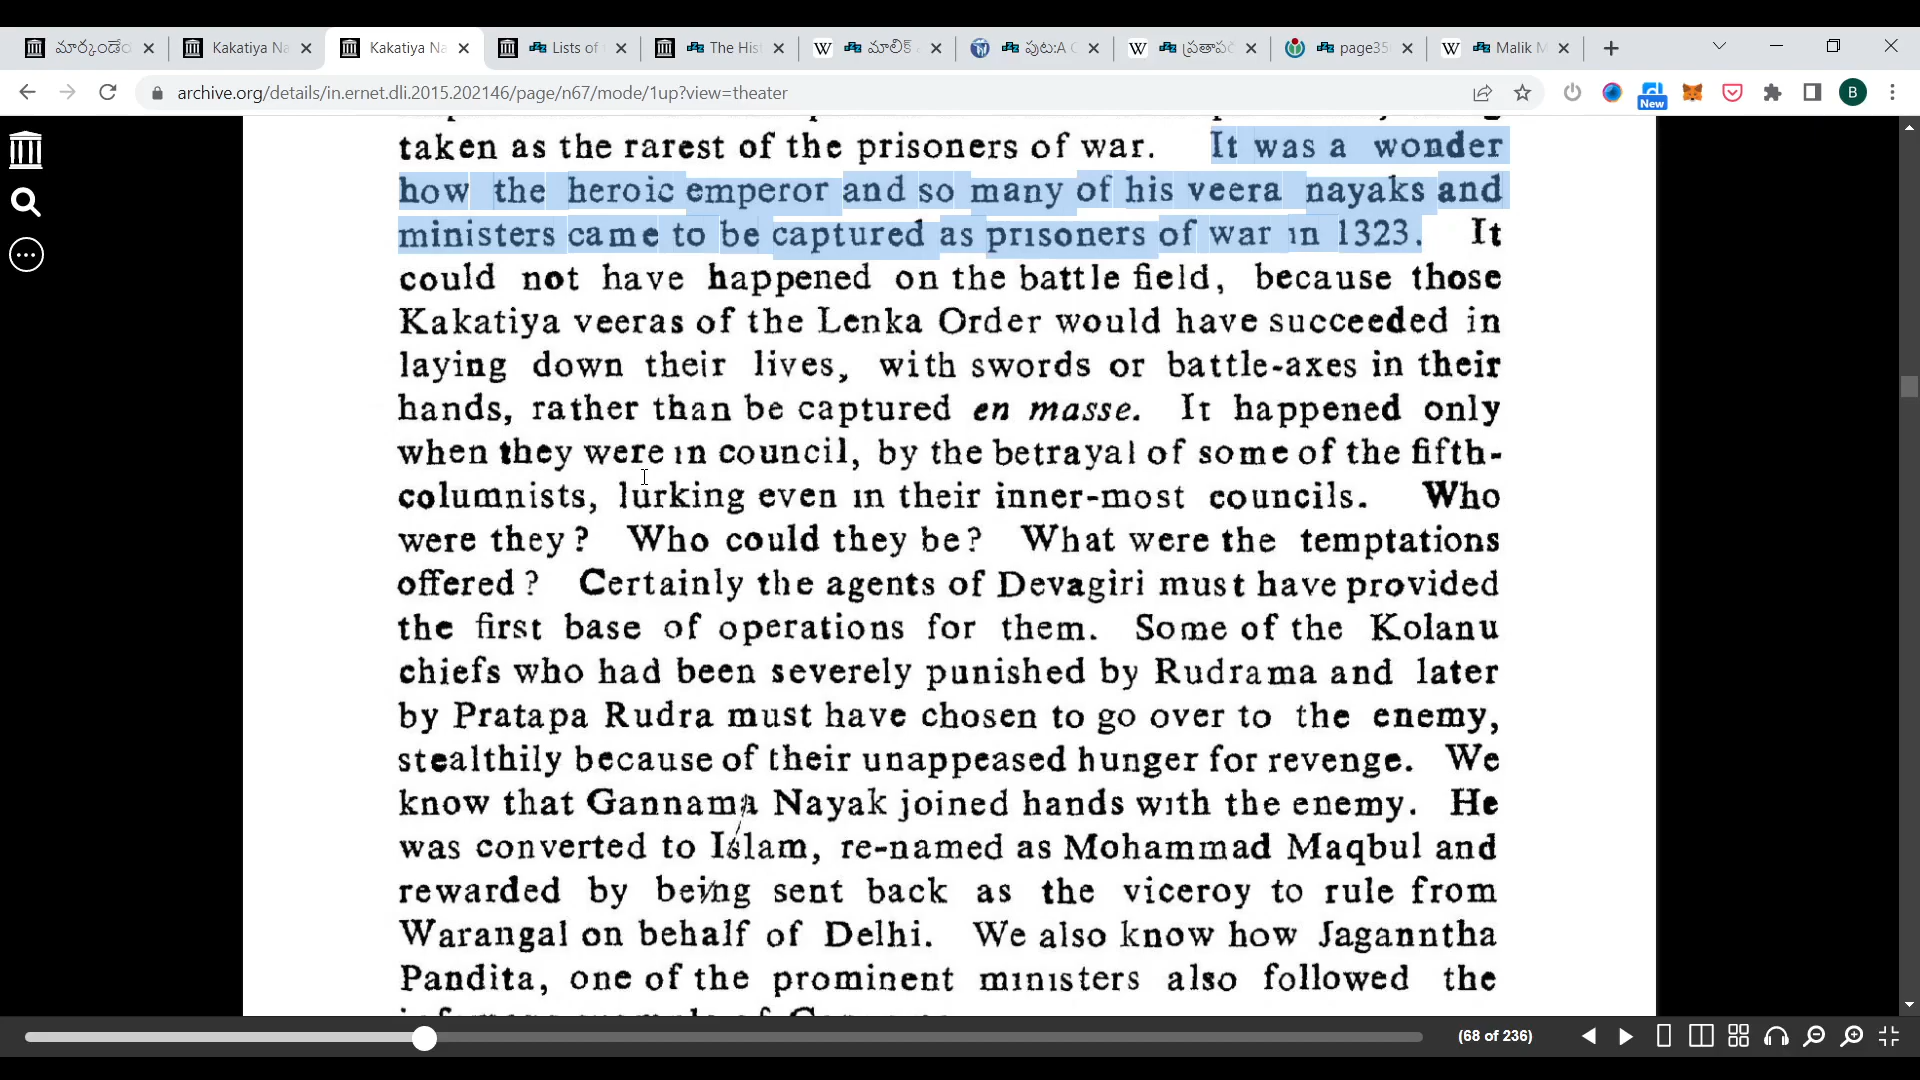 మార్కండే
Kakatiya Na
Kakatiya Na
Lists of
The His
మాలిక్
పుట:A
ప్రతాప
page35
Malik M
archive.org/details/in.ernet.dli.2015.202146/page/n67/mode/1up?view=theater
New
B
taken as the rarest of the prisoners of war. It was a wonder
how the heroic emperor and so many of his veera nayaks and
ministers came to be captured as prisoners of war in 1323. It
could not have happened on the battle field, because those
Kakatiya veeras of the Lenka Order would have succeeded in
laying down their lives, with swords or battle-axes in their
hands, rather than be captured en masse. It happened only
when they were in council, by the betrayal of some of the fifth-
columnists, lurking even in their inner-most councils. Who
were they? Who could they be? What were the temptations
offered? Certainly the agents of Devagiri must have provided
the first base of operations for them. Some of the Kolanu
chiefs who had been severely punished by Rudrama and later
by Pratapa Rudra must have chosen to go over to the enemy,
stealthily because of their unappeased hunger for revenge. We
know that Gannama Nayak joined hands with the enemy. He
was converted to Islam, re-named as Mohammad Maqbul and
rewarded by being sent back as the viceroy to rule from
Warangal on behalf of Delhi. We also know how Jaganntha
Pandita, one of the prominent ministers also followed the
(68 of 236)